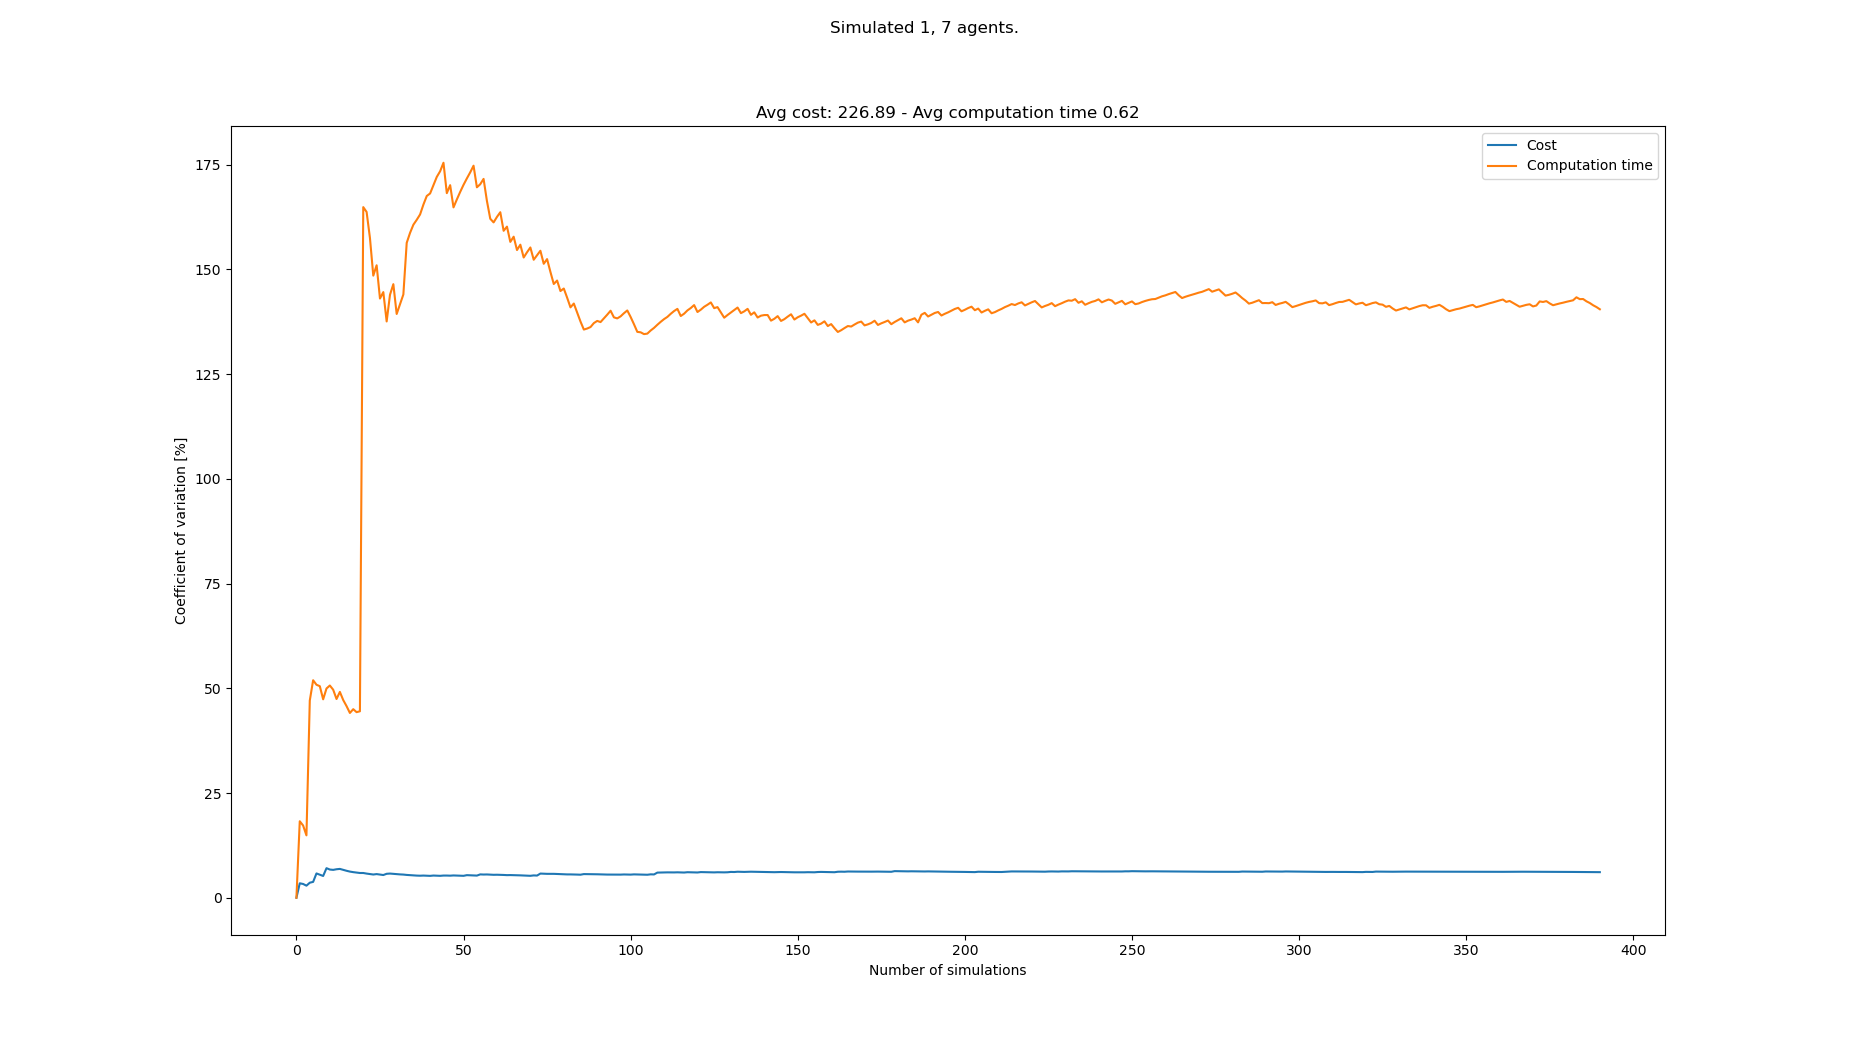 Simulated 1, 7 agents.
Avg cost: 226.89 - Avg computation time 0.62
Cost
Computation time
175
150
125
100
75
50
25
0
Coefficient of variation [%]
0 50 100 150 200 250 300 350 400
Number of simulations